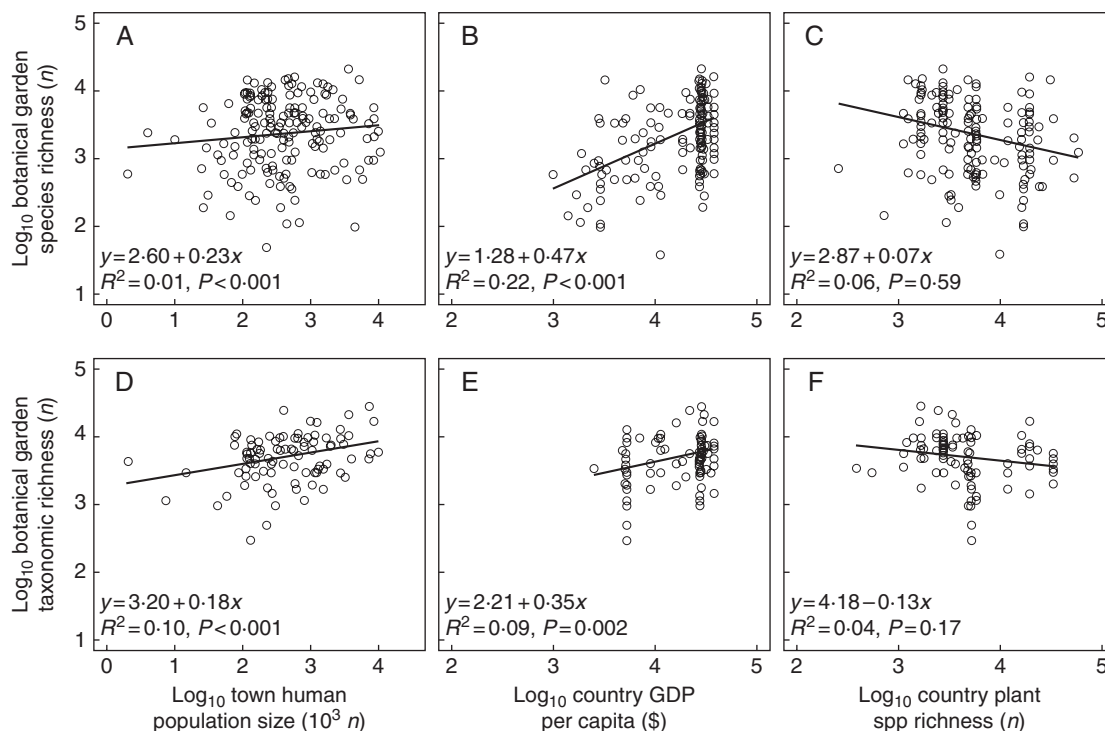 Log10 botanical garden
species richness (n)
5
4
3
2
1
A
y=2·60+0·23x
R2=0·01, P<0·001
0 1 2 3 4
B
y=1·28+0·47x
R2=0·22, P<0·001
2 3 4 5
C
y=2·87+0·07x
R2=0·06, P=0·59
2 3 4 5
Log10 botanical garden
taxonomic richness (n)
5
4
3
2
1
D
y=3·20+0·18x
R2=0·10, P<0·001
0 1 2 3 4
Log10 town human
population size (103 n)
E
y=2·21+0·35x
R2=0·09, P=0·002
2 3 4 5
Log10 country GDP
per capita ($)
F
y=4·18−0·13x
R2=0·04, P=0·17
2 3 4 5
Log10 country plant
spp richness (n)